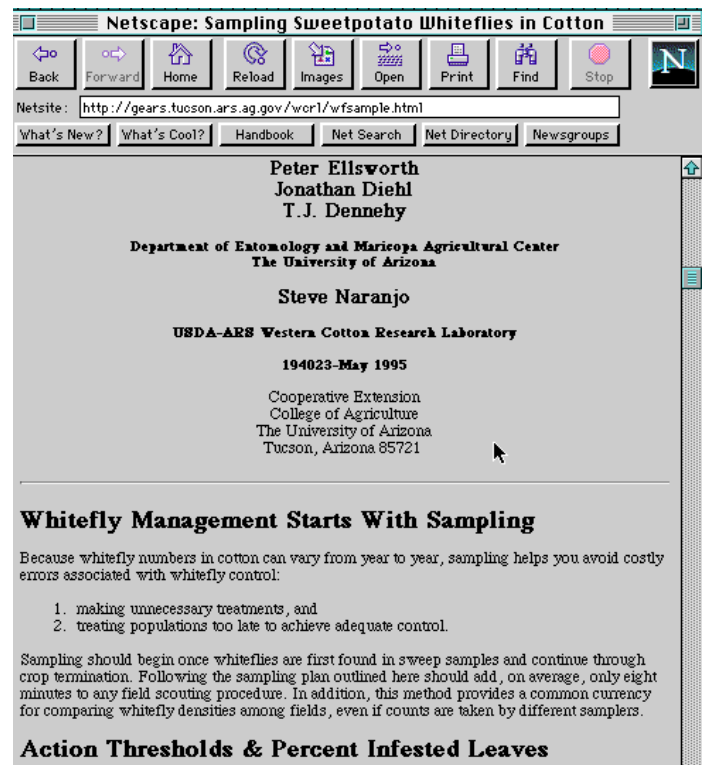 Netscape: Sampling Sweetpotato Whiteflies in Cotton
Back Forward Home Reload Images Open Print Find Stop N
Netsite: http://gears.tucson.ars.ag.gov/wcrl/wfsample.html
What's New? What's Cool? Handbook Net Search Net Directory Newsgroups
Peter Ellsworth
Jonathan Diehl
T.J. Dennehy
Department of Entomology and Maricopa Agricultural Center
The University of Arizona
Steve Naranjo
USDA-ARS Western Cotton Research Laboratory
194023-May 1995
Cooperative Extension
College of Agriculture
The University of Arizona
Tucson, Arizona 85721
Whitefly Management Starts With Sampling
Because whitefly numbers in cotton can vary from year to year, sampling helps you avoid costly
errors associated with whitefly control:
1. making unnecessary treatments, and
2. treating populations too late to achieve adequate control.
Sampling should begin once whiteflies are first found in sweep samples and continue through
crop termination. Following the sampling plan outlined here should add, on average, only eight
minutes to any field scouting procedure. In addition, this method provides a common currency
for comparing whitefly densities among fields, even if counts are taken by different samplers.
Action Thresholds & Percent Infested Leaves